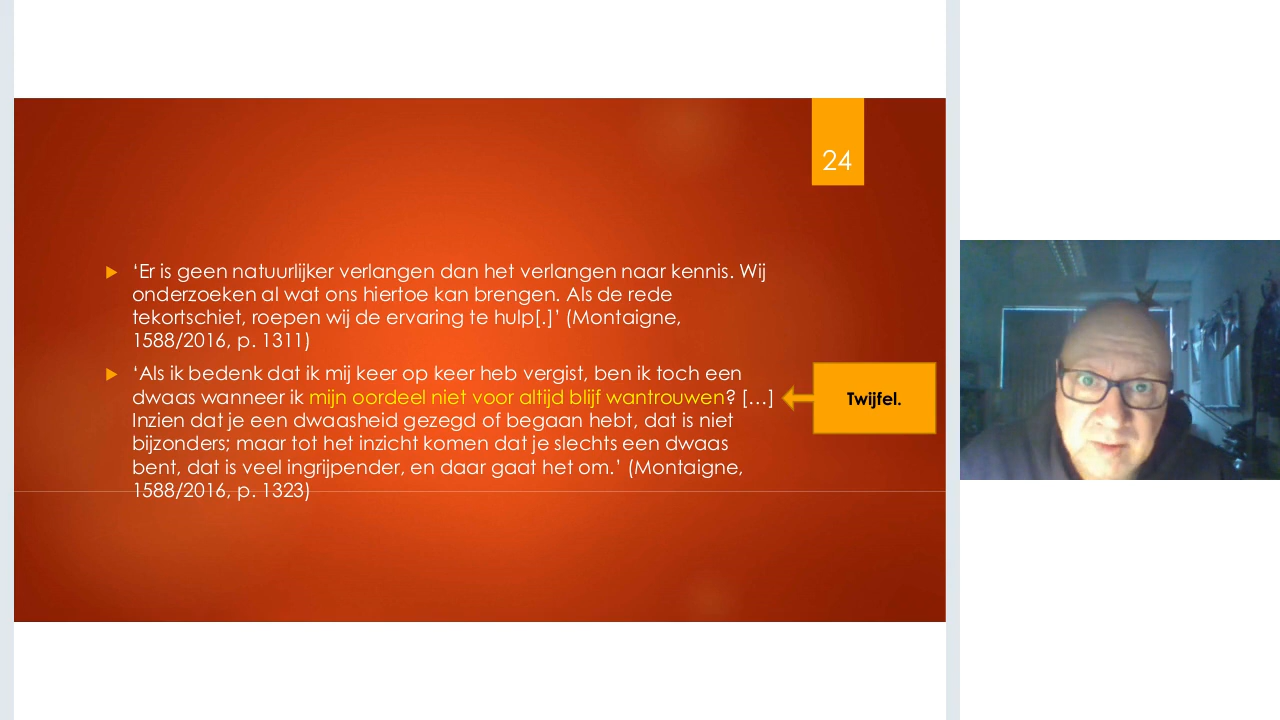 24
‘Er is geen natuurlijker verlangen dan het verlangen naar kennis. Wij
onderzoeken al wat ons hiertoe kan brengen. Als de rede
tekortschiet, roepen wij de ervaring te hulp[.]’ (Montaigne,
1588/2016, p. 1311)
‘Als ik bedenk dat ik mij keer op keer heb vergist, ben ik toch een
dwaas wanneer ik mijn oordeel niet voor altijd blijf wantrouwen? […]
Inzien dat je een dwaasheid gezegd of begaan hebt, dat is niet
bijzonders; maar tot het inzicht komen dat je slechts een dwaas
bent, dat is veel ingrijpender, en daar gaat het om.’ (Montaigne,
1588/2016, p. 1323)
Twijfel.